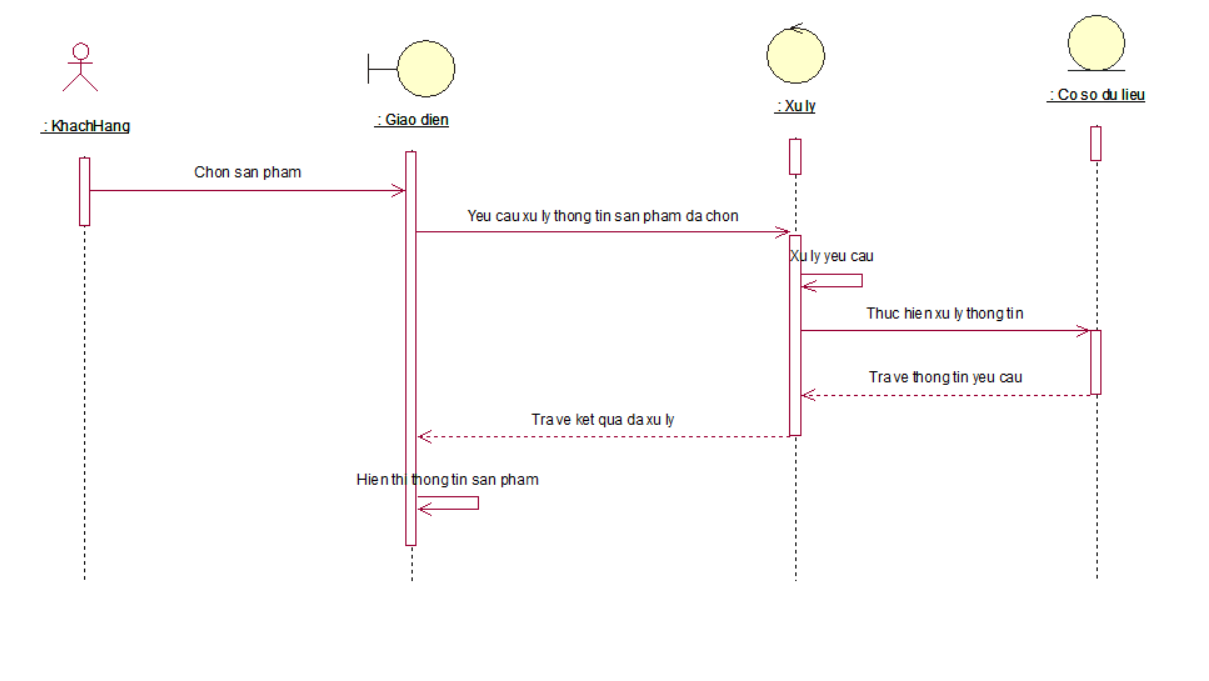 : KhachHang
: Giao dien
: Xu ly
: Co so du lieu
Chon san pham
Yeu cau xu ly thong tin san pham da chon
Xu ly yeu cau
Thuc hien xu ly thong tin
Tra ve thong tin yeu cau
Tra ve ket qua da xu ly
Hien thi thong tin san pham